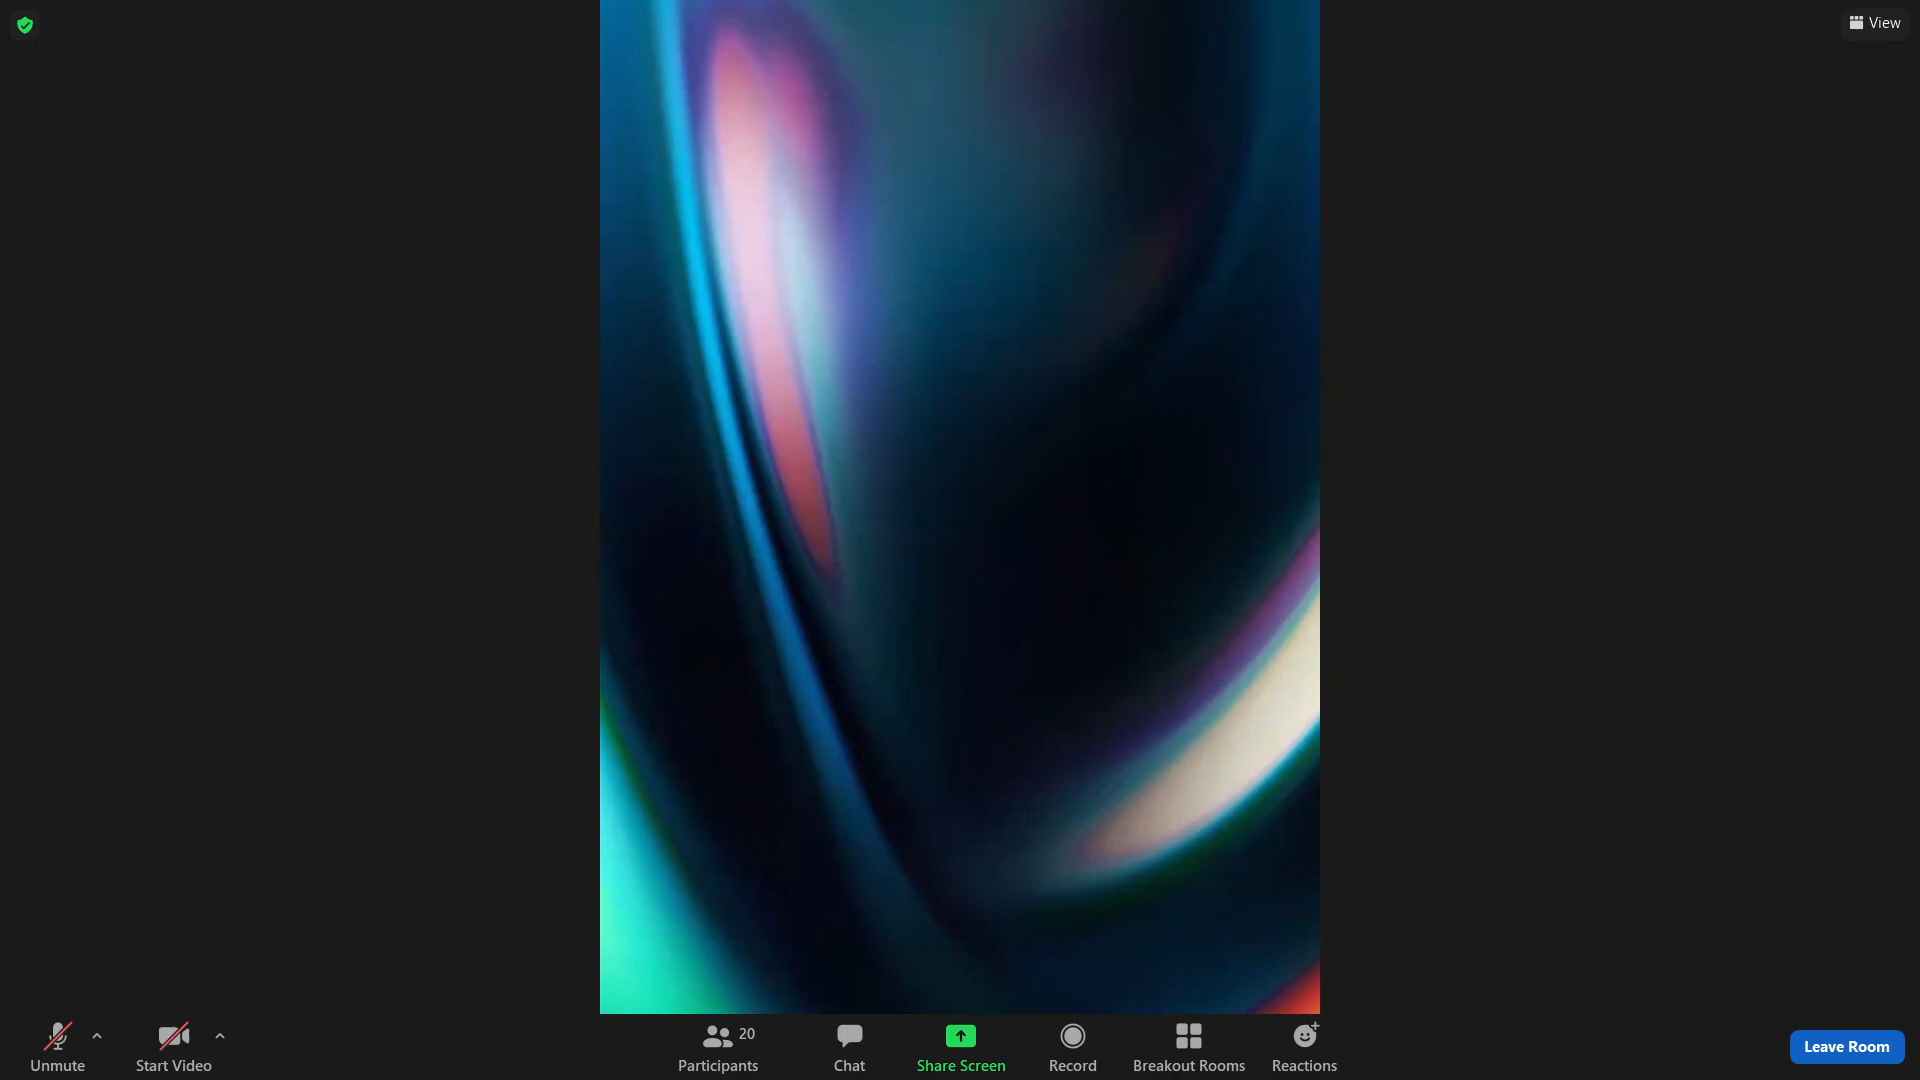 View
Unmute
Start Video
20
Participants
Chat
Share Screen
Record
Breakout Rooms
Reactions
Leave Room